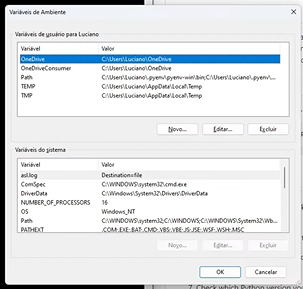 Variáveis de Ambiente
Variáveis de usuário para Luciano
Variável Valor
OneDrive C:\Users\Luciano\OneDrive
OneDriveConsumer C:\Users\Luciano\OneDrive
Path C:\Users\Luciano\.pyenv\pyenv-win\bin;C:\Users\Luciano\.pyenv\...
TEMP C:\Users\Luciano\AppData\Local\Temp
TMP C:\Users\Luciano\AppData\Local\Temp
Novo... Editar... Excluir
Variáveis do sistema
Variável Valor
asl.log Destination=file
ComSpec C:\WINDOWS\system32\cmd.exe
DriverData C:\Windows\System32\Drivers\DriverData
NUMBER_OF_PROCESSORS 16
OS Windows_NT
Path C:\WINDOWS\system32;C:\WINDOWS;C:\WINDOWS\System32\Wb...
PATHEXT .COM;.EXE;.BAT;.CMD;.VBS;.VBE;.JS;.JSE;.WSF;.WSH;.MSC
Novo... Editar... Excluir
OK Cancelar
7. Check which Python version you